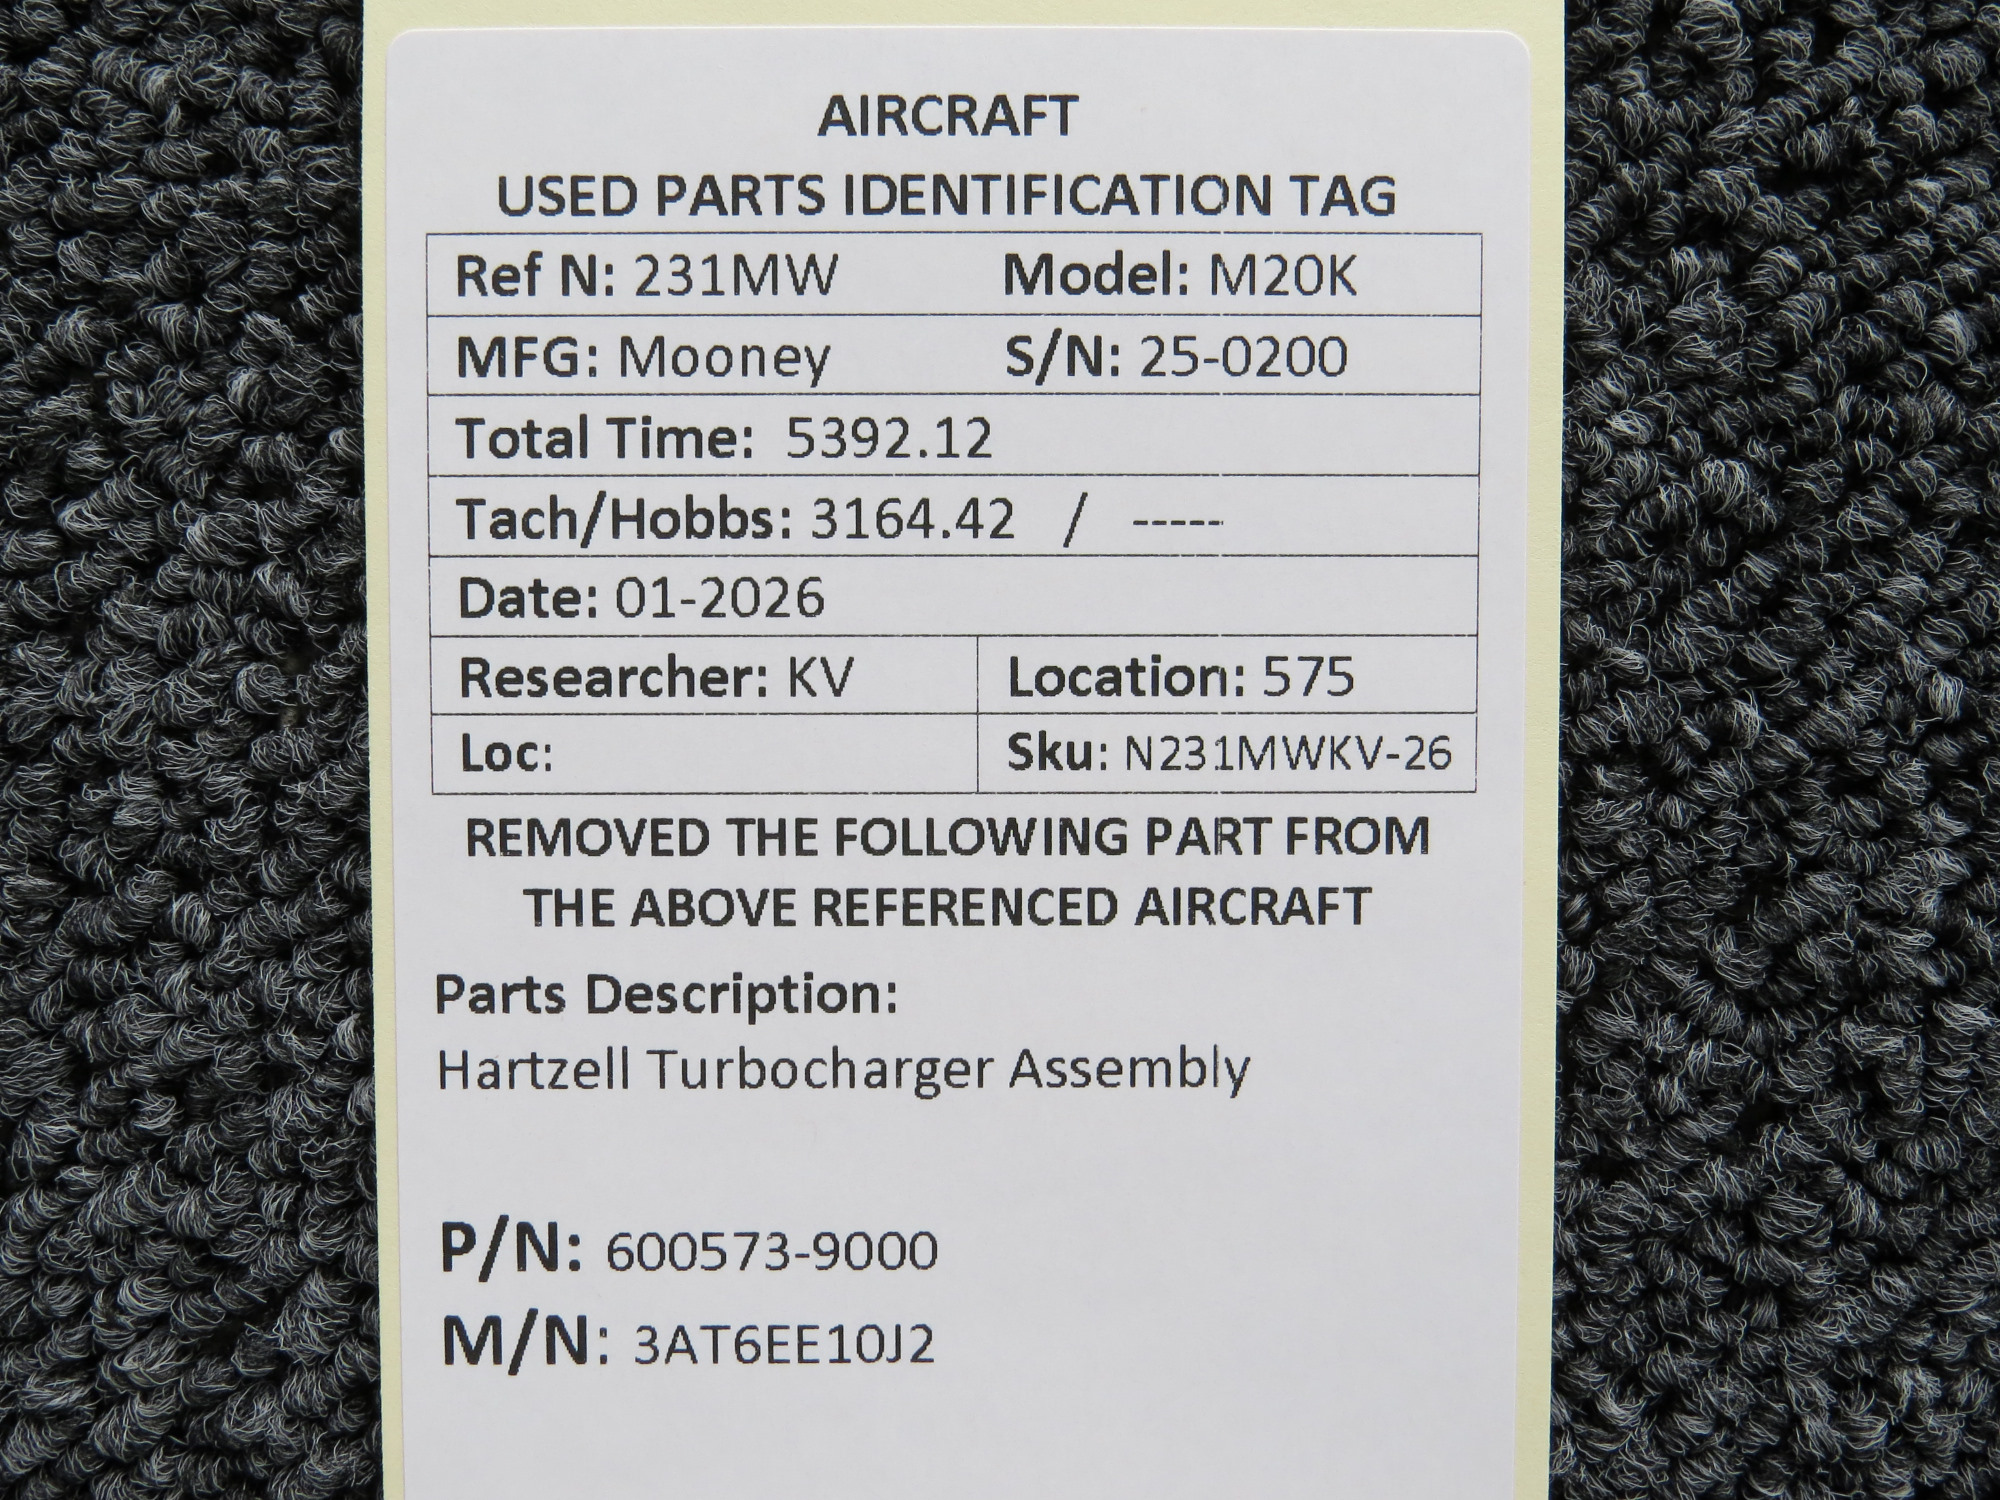 AIRCRAFT
USED PARTS IDENTIFICATION TAG
Ref N: 231MW Model: M20K
MFG: Mooney S/N: 25-0200
Total Time: 5392.12
Tach/Hobbs: 3164.42 / -----
Date: 01-2026
Researcher: KV Location: 575
Loc: Sku: N231MWKV-26
REMOVED THE FOLLOWING PART FROM
THE ABOVE REFERENCED AIRCRAFT
Parts Description:
Hartzell Turbocharger Assembly
P/N: 600573-9000
M/N: 3AT6EE10J2